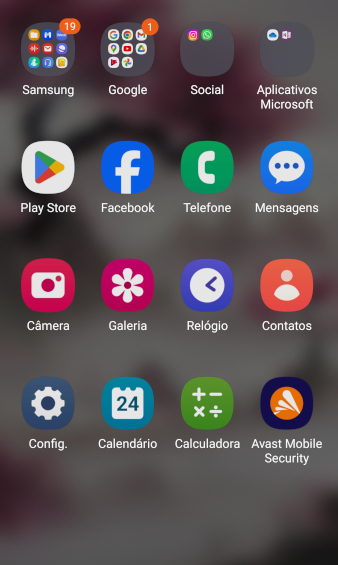 19
1
Samsung
Google
Social
Aplicativos
Microsoft
Play Store
Facebook
Telefone
Mensagens
Câmera
Galeria
Relógio
Contatos
24
Config.
Calendário
Calculadora
Avast Mobile
Security